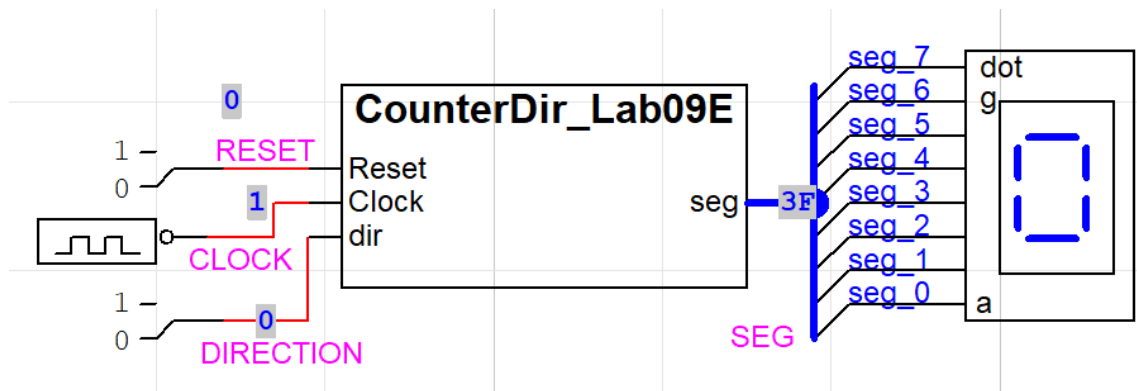 0
CounterDir_Lab09E
RESET
1
0
Reset
1
Clock
dir
CLOCK
1
0
0
DIRECTION
seg
3F
SEG
seg_7
seg_6
seg_5
seg_4
seg_3
seg_2
seg_1
seg_0
dot
g
a
0